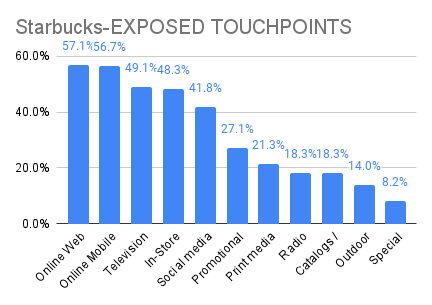 Starbucks-EXPOSED TOUCHPOINTS
60.0%
40.0%
20.0%
0.0%
57.1%
56.7%
49.1%
48.3%
41.8%
27.1%
21.3%
18.3%
18.3%
14.0%
8.2%
Online Web
Online Mobile
Television
In-Store
Social media
Promotional
Print media
Radio
Catalogs /
Outdoor
Special